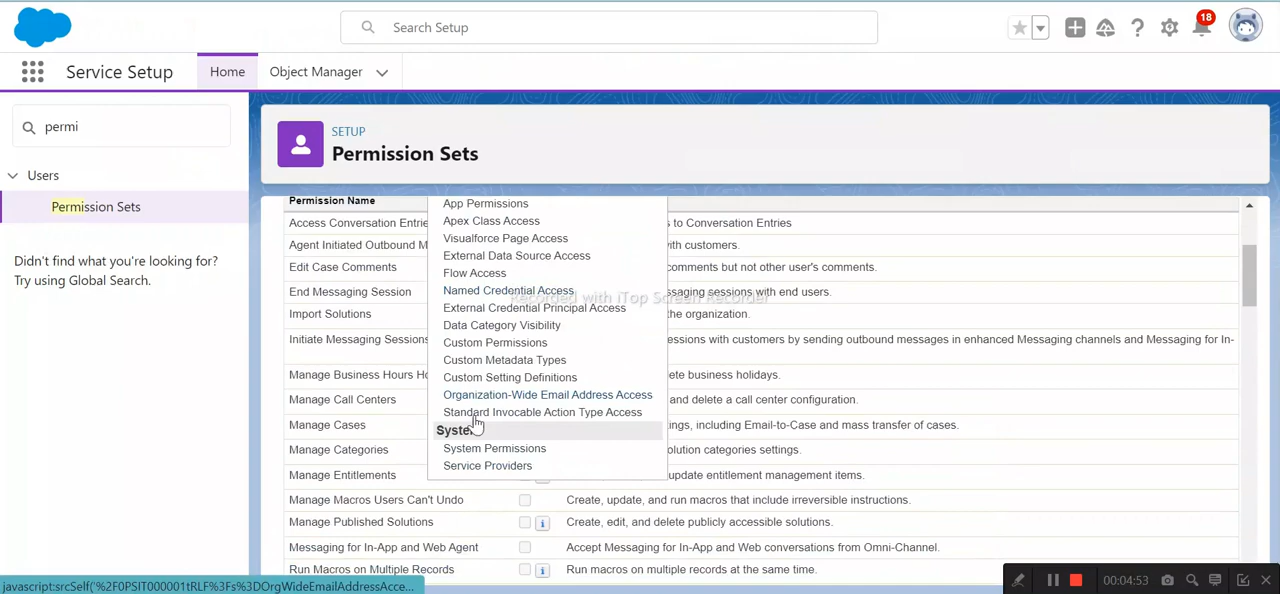 Search Setup
18
Service Setup
Home
Object Manager
permi
Users
Permission Sets
Didn't find what you're looking for?
Try using Global Search.
SETUP
Permission Sets
Permission Name
Access Conversation Entrie
s to Conversation Entries
Agent Initiated Outbound M
with customers.
Edit Case Comments
comments but not other user's comments.
End Messaging Session
ssaging sessions with end users.
Import Solutions
the organization.
Initiate Messaging Sessions
sessions with customers by sending outbound messages in enhanced Messaging channels and Messaging for In-
Manage Business Hours Ho
ete business holidays.
Manage Call Centers
and delete a call center configuration.
Manage Cases
ings, including Email-to-Case and mass transfer of cases.
Manage Categories
olution categories settings.
Manage Entitlements
update entitlement management items.
Manage Macros Users Can't Undo
Create, update, and run macros that include irreversible instructions.
Manage Published Solutions
Create, edit, and delete publicly accessible solutions.
Messaging for In-App and Web Agent
Accept Messaging for In-App and Web conversations from Omni-Channel.
Run Macros on Multiple Records
Run macros on multiple records at the same time.
App Permissions
Apex Class Access
Visualforce Page Access
External Data Source Access
Flow Access
Named Credential Access
External Credential Principal Access
Data Category Visibility
Custom Permissions
Custom Metadata Types
Custom Setting Definitions
Organization-Wide Email Address Access
Standard Invocable Action Type Access
System
System Permissions
Service Providers
Recorded with iTop Screen Recorder
javascript:srcSelf('%2F0PSIT000001tRLF%3Fs%3DOrgWideEmailAddressAcce...
00:04:53